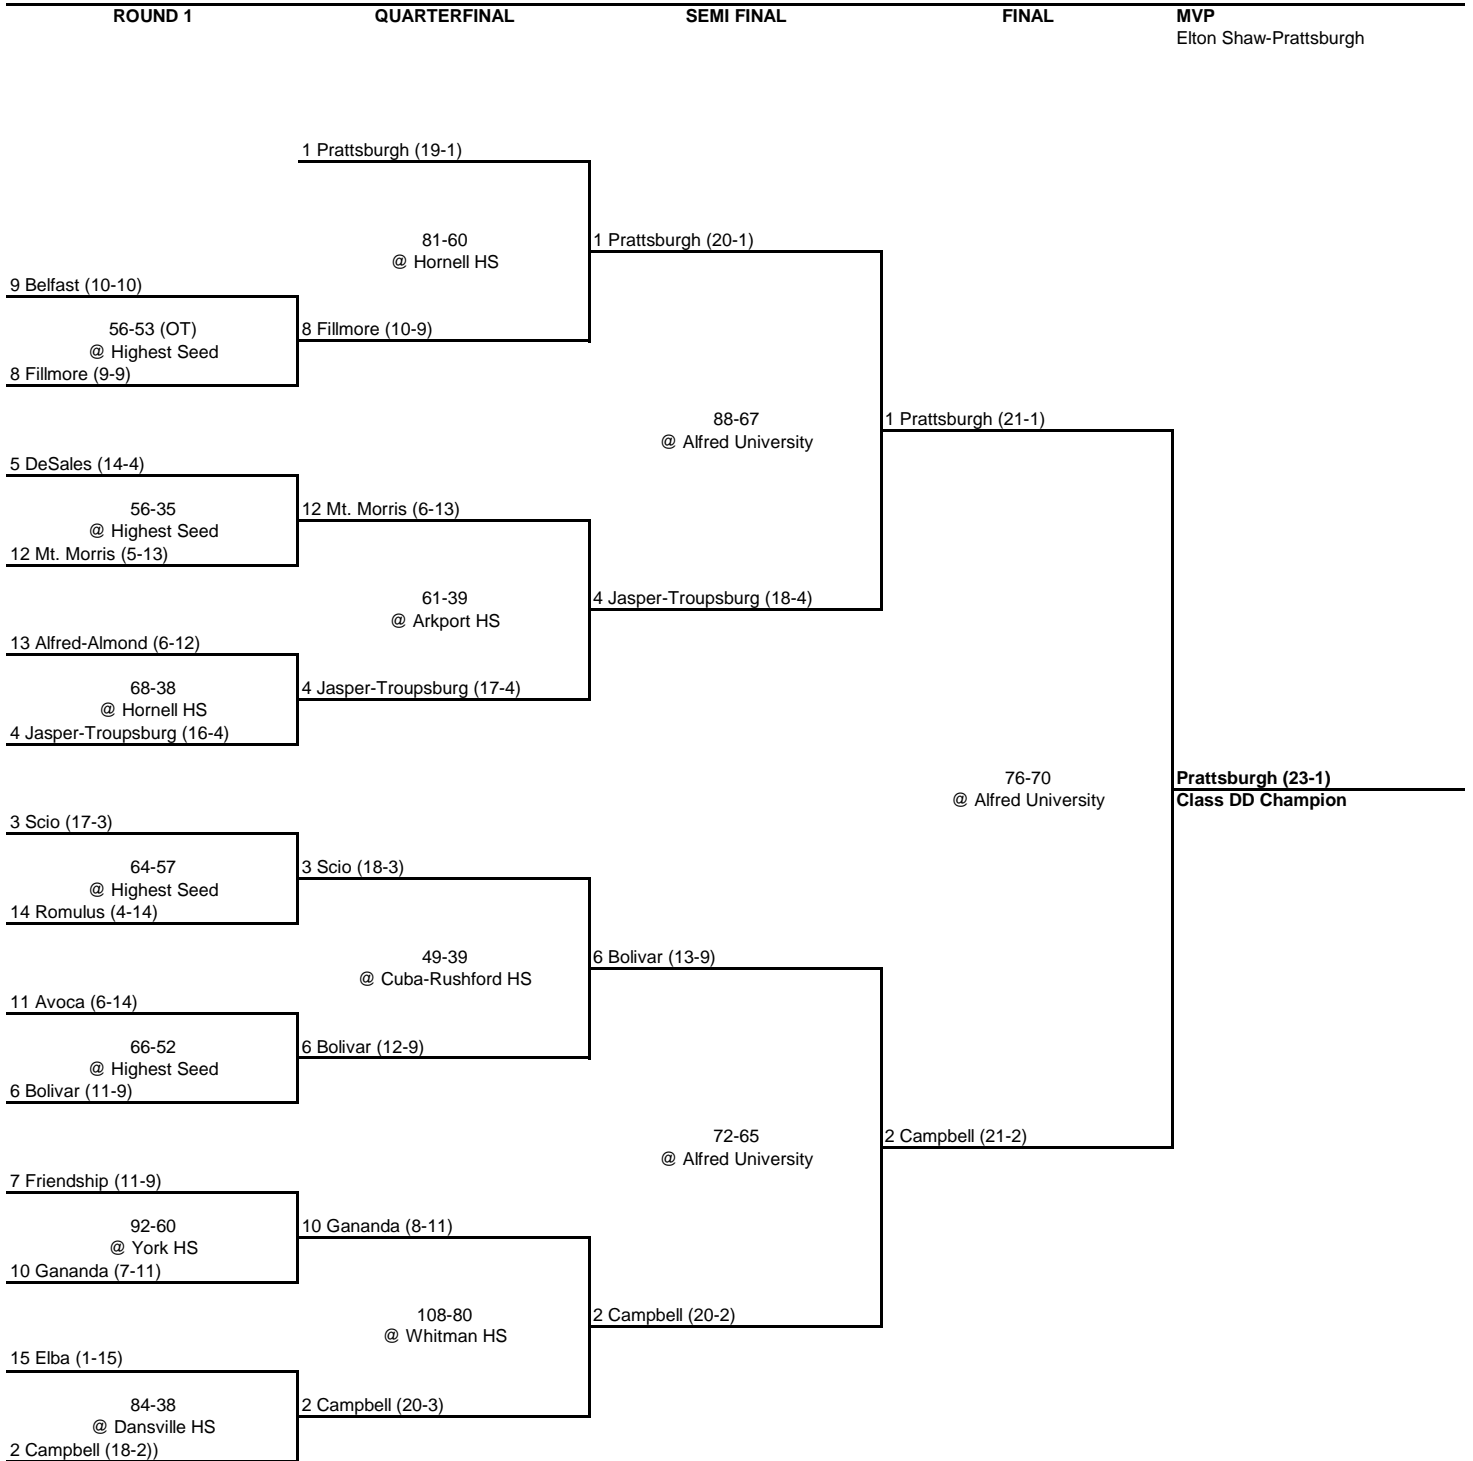 ROUND 1 QUARTERFINAL SEMI FINAL FINAL MVP
Elton Shaw-Prattsburgh
1 Prattsburgh (19-1)
81-60
@ Hornell HS
1 Prattsburgh (20-1)
9 Belfast (10-10)
56-53 (OT)
@ Highest Seed
8 Fillmore (10-9)
8 Fillmore (9-9)
88-67
@ Alfred University
1 Prattsburgh (21-1)
5 DeSales (14-4)
56-35
@ Highest Seed
12 Mt. Morris (6-13)
12 Mt. Morris (5-13)
61-39
@ Arkport HS
4 Jasper-Troupsburg (18-4)
13 Alfred-Almond (6-12)
68-38
@ Hornell HS
4 Jasper-Troupsburg (17-4)
4 Jasper-Troupsburg (16-4)
76-70
@ Alfred University
Prattsburgh (23-1)
Class DD Champion
3 Scio (17-3)
64-57
@ Highest Seed
3 Scio (18-3)
14 Romulus (4-14)
49-39
@ Cuba-Rushford HS
6 Bolivar (13-9)
11 Avoca (6-14)
66-52
@ Highest Seed
6 Bolivar (12-9)
6 Bolivar (11-9)
72-65
@ Alfred University
2 Campbell (21-2)
7 Friendship (11-9)
92-60
@ York HS
10 Gananda (8-11)
10 Gananda (7-11)
108-80
@ Whitman HS
2 Campbell (20-2)
15 Elba (1-15)
84-38
@ Dansville HS
2 Campbell (20-3)
2 Campbell (18-2))